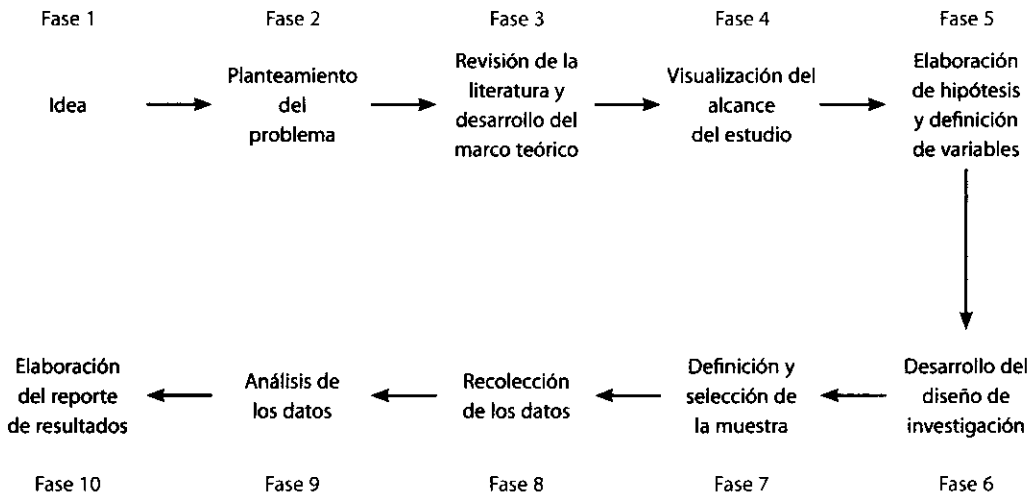 Fase 1
Fase 2
Fase 3
Fase 4
Fase 5
Idea
Planteamiento
del
problema
Revisión de la
literatura y
desarrollo del
marco teórico
Visualización del
alcance
del estudio
Elaboración
de hipótesis
y definición
de variables
Elaboración
del reporte
de resultados
Análisis de
los datos
Recolección
de los datos
Definición y
selección de
la muestra
Desarrollo del
diseño de
investigación
Fase 10
Fase 9
Fase 8
Fase 7
Fase 6